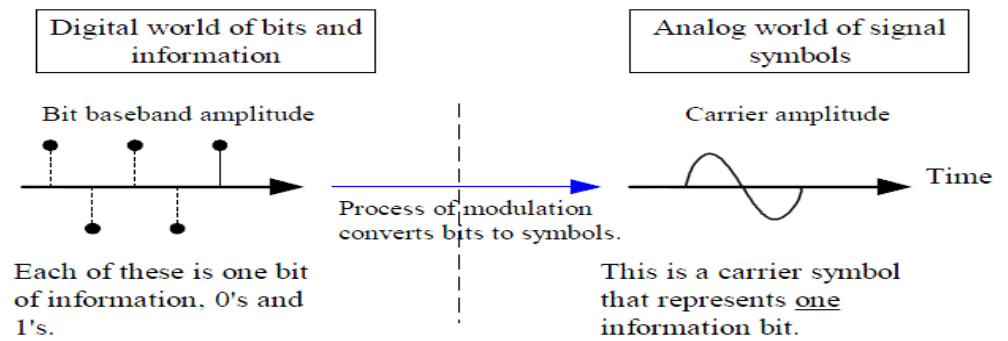 Digital world of bits and
information
Analog world of signal
symbols
Bit baseband amplitude
Carrier amplitude
Time
Process of modulation
converts bits to symbols.
Each of these is one bit
of information, 0's and
1's.
This is a carrier symbol
that represents one
information bit.